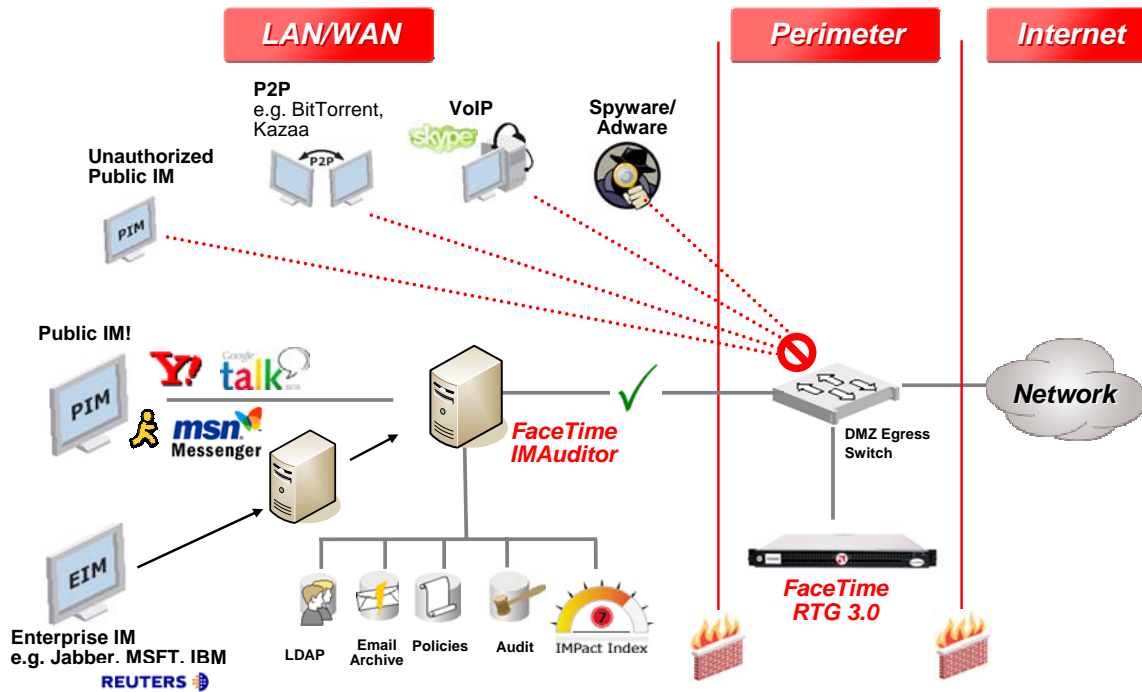 LAN/WAN
Perimeter
Internet
P2P
e.g. BitTorrent,
Kazaa
P2P
VoIP
skype
Spyware/
Adware
Unauthorized
Public IM
PIM
Public IM!
PIM
Y!
Google
talk
BETA
msn
Messenger
FaceTime
IMAuditor
DMZ Egress
Switch
Network
EIM
Enterprise IM
e.g. Jabber, MSFT, IBM
REUTERS
LDAP
Email
Archive
Policies
Audit
7
IMPact Index
FaceTime
RTG 3.0